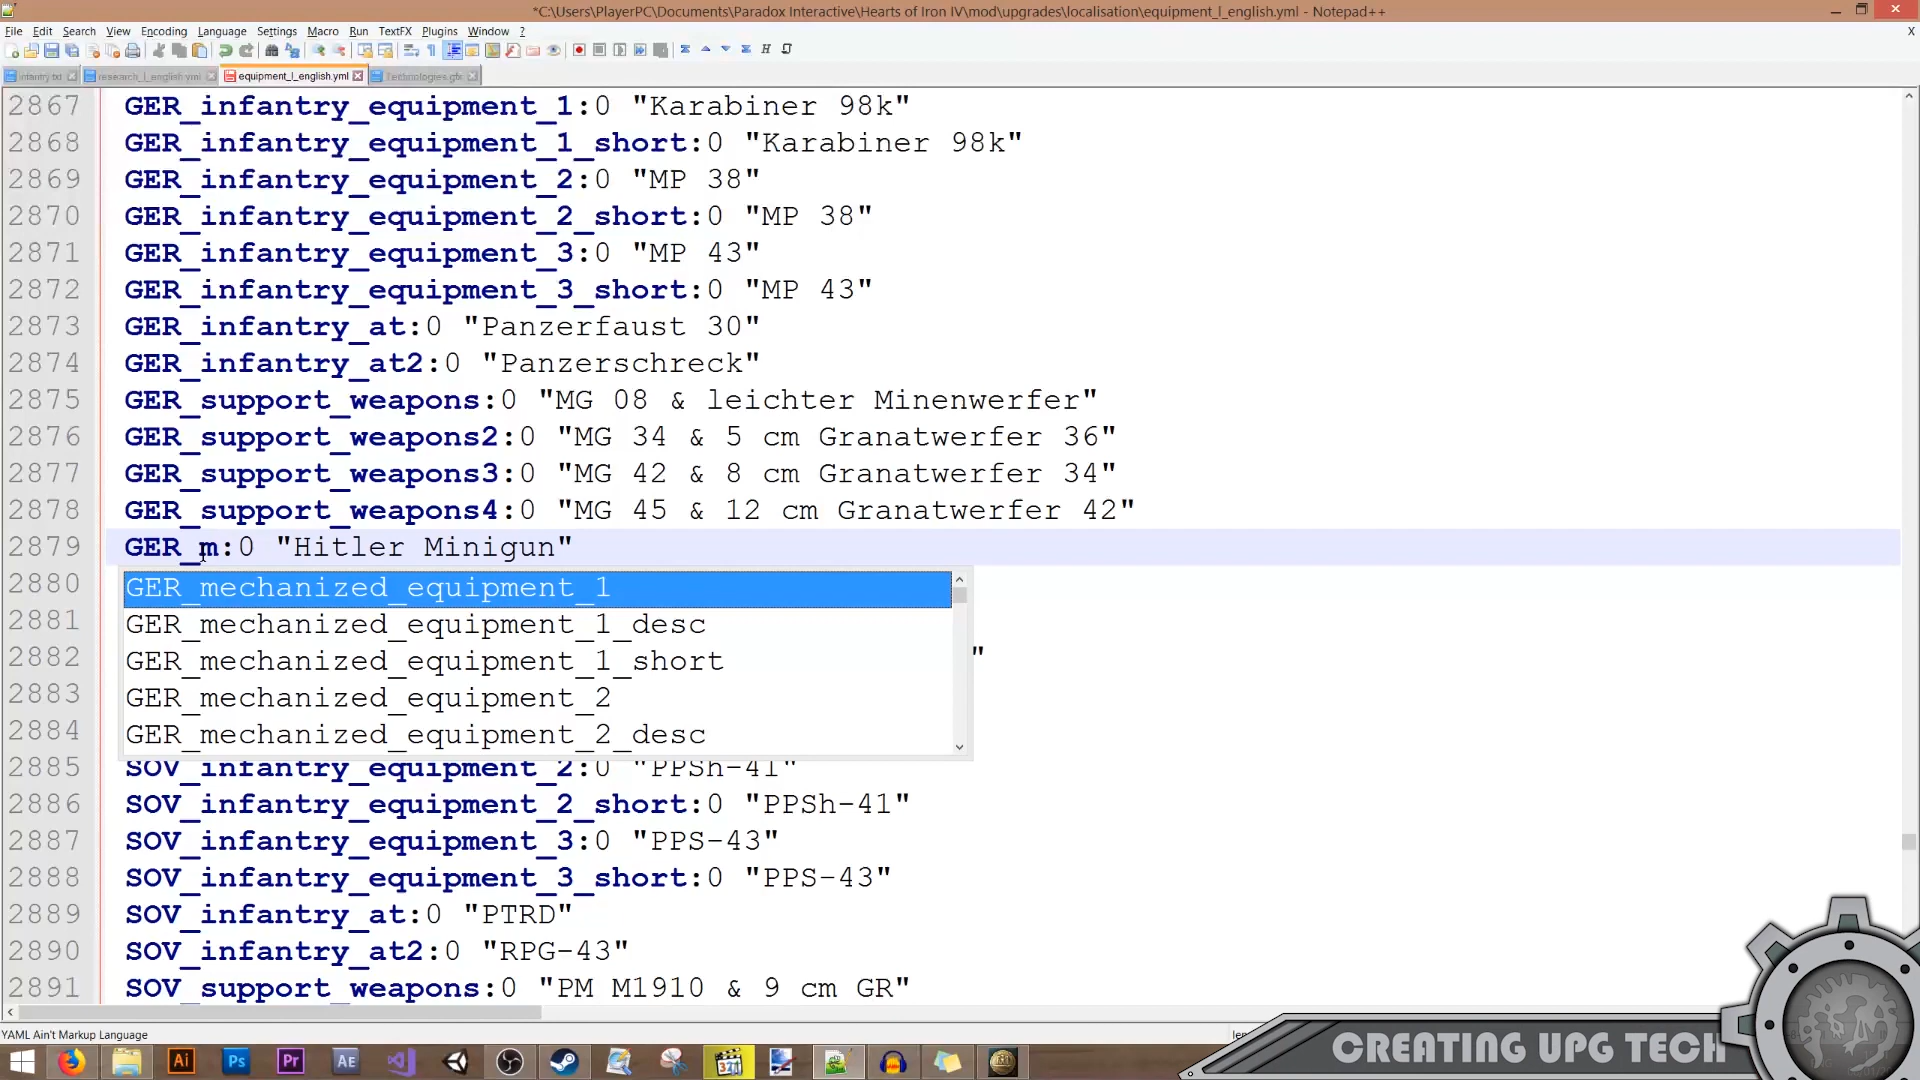 *C:\Users\PlayerPC\Documents\Paradox Interactive\Hearts of Iron IV\mod\upgrades\localisation\equipment_l_english.yml - Notepad++
File Edit Search View Encoding Language Settings Macro Run TextFX Plugins Window ?
infantry.txt research_l_english.yml equipment_l_english.yml Technologies.gfx
2867 GER_infantry_equipment_1:0 "Karabiner 98k"
2868 GER_infantry_equipment_1_short:0 "Karabiner 98k"
2869 GER_infantry_equipment_2:0 "MP 38"
2870 GER_infantry_equipment_2_short:0 "MP 38"
2871 GER_infantry_equipment_3:0 "MP 43"
2872 GER_infantry_equipment_3_short:0 "MP 43"
2873 GER_infantry_at:0 "Panzerfaust 30"
2874 GER_infantry_at2:0 "Panzerschreck"
2875 GER_support_weapons:0 "MG 08 & leichter Minenwerfer"
2876 GER_support_weapons2:0 "MG 34 & 5 cm Granatwerfer 36"
2877 GER_support_weapons3:0 "MG 42 & 8 cm Granatwerfer 34"
2878 GER_support_weapons4:0 "MG 45 & 12 cm Granatwerfer 42"
2879 GER_m:0 "Hitler Minigun"
2880 GER_mechanized_equipment_1
2881 GER_mechanized_equipment_1_desc
2882 GER_mechanized_equipment_1_short "
2883 GER_mechanized_equipment_2
2884 GER_mechanized_equipment_2_desc
2885 SOV_infantry_equipment_2:0 "PPSh-41"
2886 SOV_infantry_equipment_2_short:0 "PPSh-41"
2887 SOV_infantry_equipment_3:0 "PPS-43"
2888 SOV_infantry_equipment_3_short:0 "PPS-43"
2889 SOV_infantry_at:0 "PTRD"
2890 SOV_infantry_at2:0 "RPG-43"
2891 SOV_support_weapons:0 "PM M1910 & 9 cm GR"
YAML Ain't Markup Language
CREATING UPG TECH